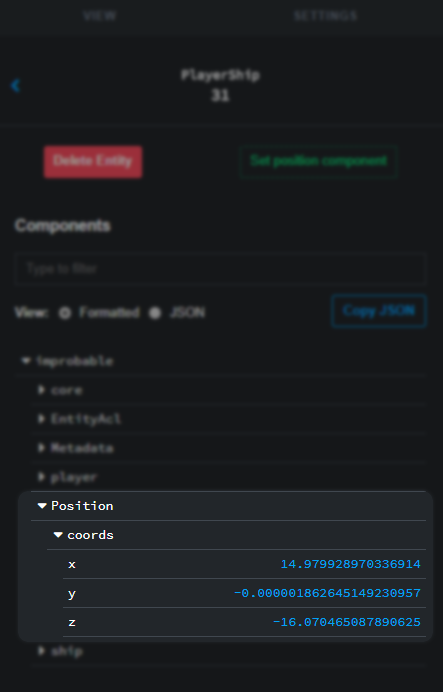 VIEW SETTINGS
PlayerShip
31
Delete Entity Set position component
Components
Type to filter
View: Formatted JSON Copy JSON
improbable
core
EntityAcl
Metadata
player
Position
coords
x 14.979928970336914
y -0.000001862645149230957
z -16.070465087890625
ship